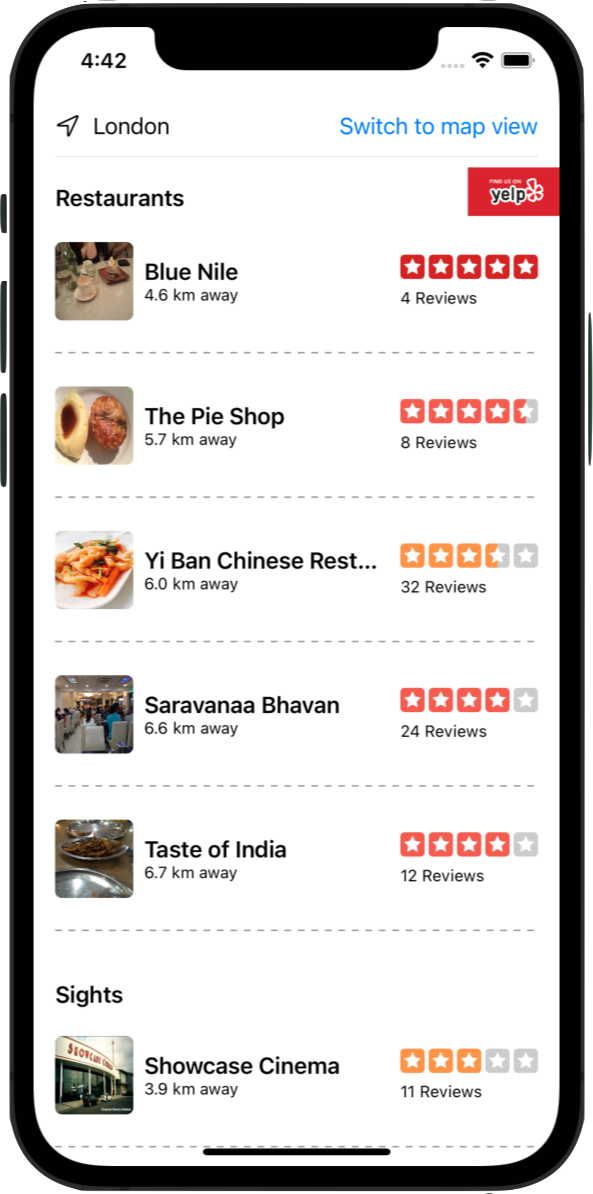 4:42
London
Switch to map view
Restaurants
FIND US ON
yelp
Blue Nile
4.6 km away
4 Reviews
The Pie Shop
5.7 km away
8 Reviews
Yi Ban Chinese Rest...
6.0 km away
32 Reviews
Saravanaa Bhavan
6.6 km away
24 Reviews
Taste of India
6.7 km away
12 Reviews
Sights
SHOWCASE CINEMA
Showcase Cinema
3.9 km away
11 Reviews